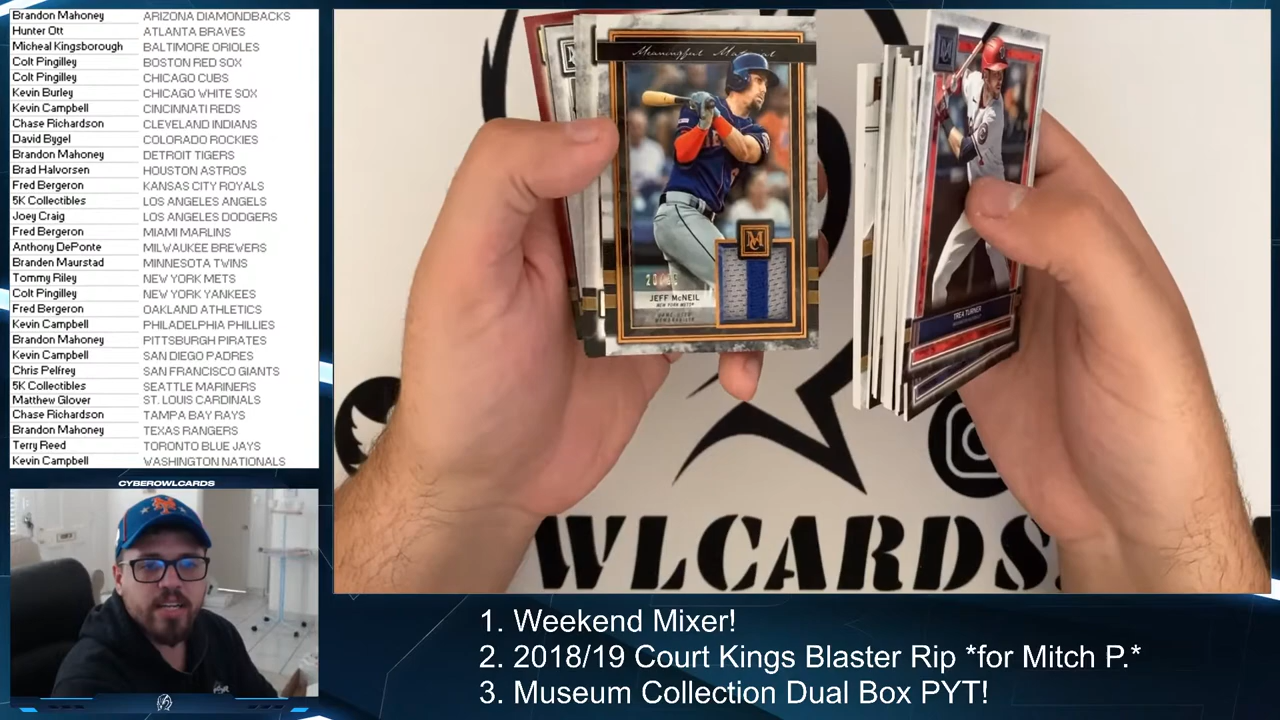 Brandon Mahoney ARIZONA DIAMONDBACKS
Hunter Ott ATLANTA BRAVES
Micheal Kingsborough BALTIMORE ORIOLES
Colt Pingilley BOSTON RED SOX
Colt Pingilley CHICAGO CUBS
Kevin Burley CHICAGO WHITE SOX
Kevin Campbell CINCINNATI REDS
Chase Richardson CLEVELAND INDIANS
David Bygel COLORADO ROCKIES
Brandon Mahoney DETROIT TIGERS
Brad Halvorsen HOUSTON ASTROS
Fred Bergeron KANSAS CITY ROYALS
5K Collectibles LOS ANGELES ANGELS
Joey Craig LOS ANGELES DODGERS
Fred Bergeron MIAMI MARLINS
Anthony DePonte MILWAUKEE BREWERS
Branden Maurstad MINNESOTA TWINS
Tommy Riley NEW YORK METS
Colt Pingilley NEW YORK YANKEES
Fred Bergeron OAKLAND ATHLETICS
Kevin Campbell PHILADELPHIA PHILLIES
Brandon Mahoney PITTSBURGH PIRATES
Kevin Campbell SAN DIEGO PADRES
Chris Pelfrey SAN FRANCISCO GIANTS
5K Collectibles SEATTLE MARINERS
Matthew Glover ST. LOUIS CARDINALS
Chase Richardson TAMPA BAY RAYS
Brandon Mahoney TEXAS RANGERS
Terry Reed TORONTO BLUE JAYS
Kevin Campbell WASHINGTON NATIONALS
CYBEROWLCARDS
Meaningful Material
MC
JEFF McNEIL
NEW YORK METS
TREA TURNER
WLCARDS
1. Weekend Mixer!
2. 2018/19 Court Kings Blaster Rip *for Mitch P.*
3. Museum Collection Dual Box PYT!